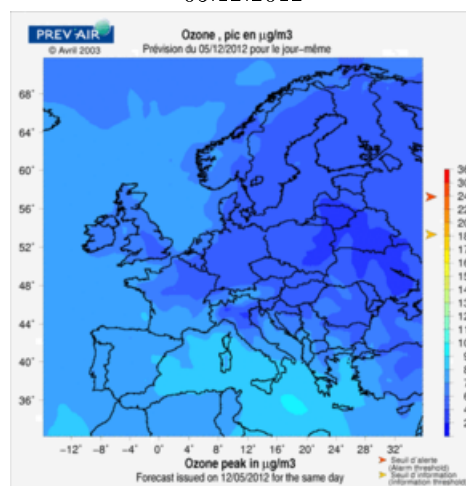 PREV'AIR
© Avril 2003
Ozone , pic en µg/m3
Prévision du 05/12/2012 pour le jour–même
68°
64°
60°
56°
52°
48°
44°
40°
36°
−12° −8° −4° 0° 4° 8° 12° 16° 20° 24° 28° 32°
Ozone peak in µg/m3
Forecast issued on 12/05/2012 for the same day
Seuil d'alerte
(Alarm threshold)
Seuil d'information
(Information threshold)